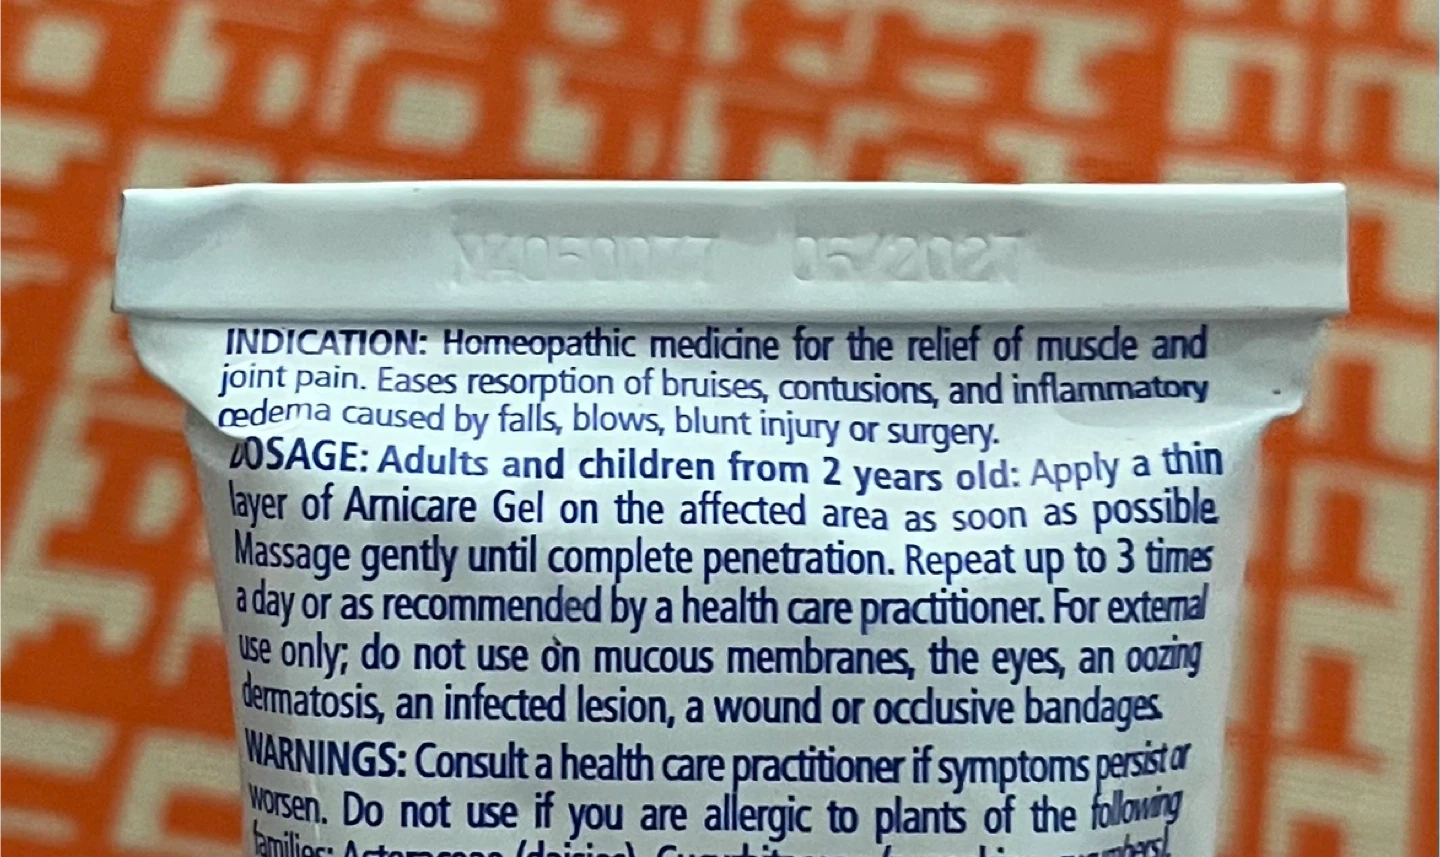 05/2027
INDICATION: Homeopathic medicine for the relief of muscle and
joint pain. Eases resorption of bruises, contusions, and inflammatory
œdema caused by falls, blows, blunt injury or surgery.
DOSAGE: Adults and children from 2 years old: Apply a thin
layer of Arnicare Gel on the affected area as soon as possible.
Massage gently until complete penetration. Repeat up to 3 times
a day or as recommended by a health care practitioner. For external
use only; do not use on mucous membranes, the eyes, an oozing
dermatosis, an infected lesion, a wound or occlusive bandages.
WARNINGS: Consult a health care practitioner if symptoms persist or
worsen. Do not use if you are allergic to plants of the following
families: (daisies),